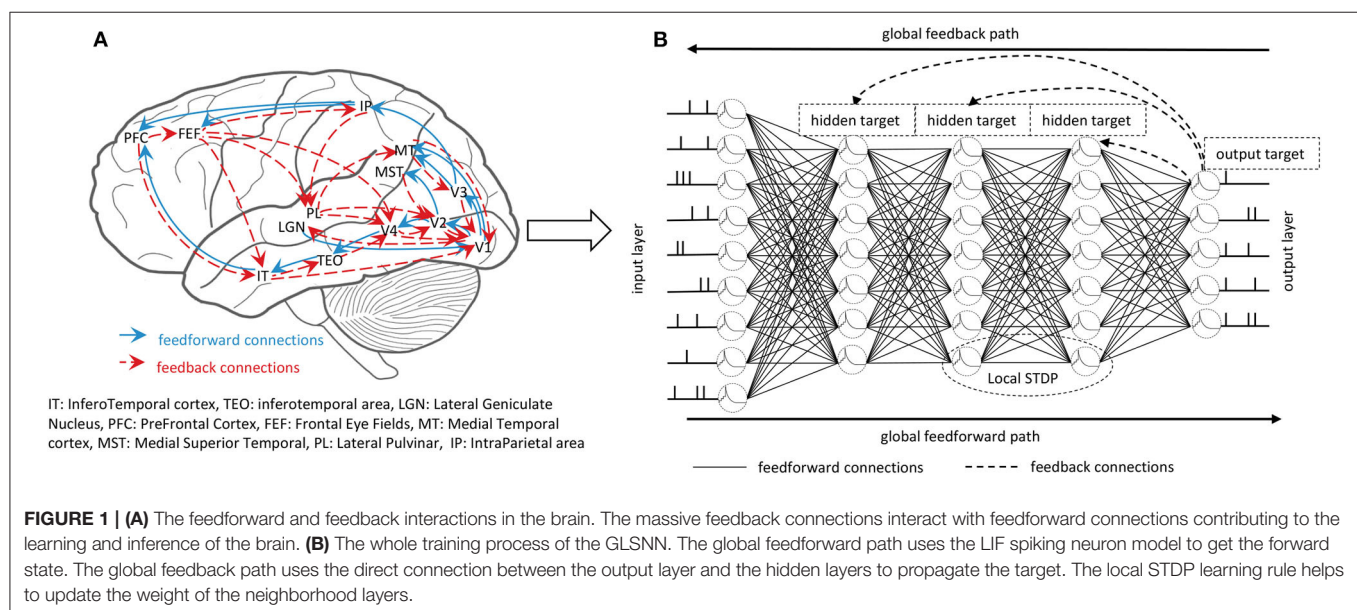 A
PFC
FEF
IP
MT
MST
V3
PL
LGN
V2
V4
V1
TEO
IT
feedforward connections
feedback connections
IT: InferoTemporal cortex, TEO: inferotemporal area, LGN: Lateral Geniculate
Nucleus, PFC: PreFrontal Cortex, FEF: Frontal Eye Fields, MT: Medial Temporal
cortex, MST: Medial Superior Temporal, PL: Lateral Pulvinar, IP: IntraParietal area
B
global feedback path
hidden target
hidden target
hidden target
output target
input layer
output layer
Local STDP
global feedforward path
feedforward connections
feedback connections
FIGURE 1 | (A) The feedforward and feedback interactions in the brain. The massive feedback connections interact with feedforward connections contributing to the
learning and inference of the brain. (B) The whole training process of the GLSNN. The global feedforward path uses the LIF spiking neuron model to get the forward
state. The global feedback path uses the direct connection between the output layer and the hidden layers to propagate the target. The local STDP learning rule helps
to update the weight of the neighborhood layers.